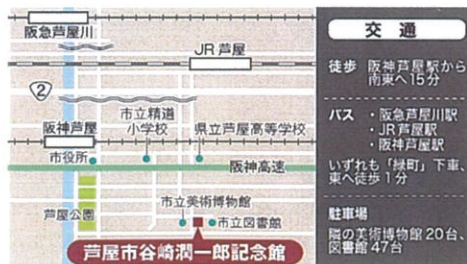 阪急芦屋川
JR 芦屋
2
阪神芦屋
市立精道
小学校
県立芦屋高等学校
市役所
阪神高速
芦屋公園
市立美術博物館
市立図書館
芦屋市谷崎潤一郎記念館
交通
徒歩 阪神芦屋駅から
南東へ15分
バス ・阪急芦屋川駅
・JR芦屋駅
・阪神芦屋駅
いずれも「緑町」下車、
東へ徒歩1分
駐車場
隣の美術博物館20台、
図書館47台